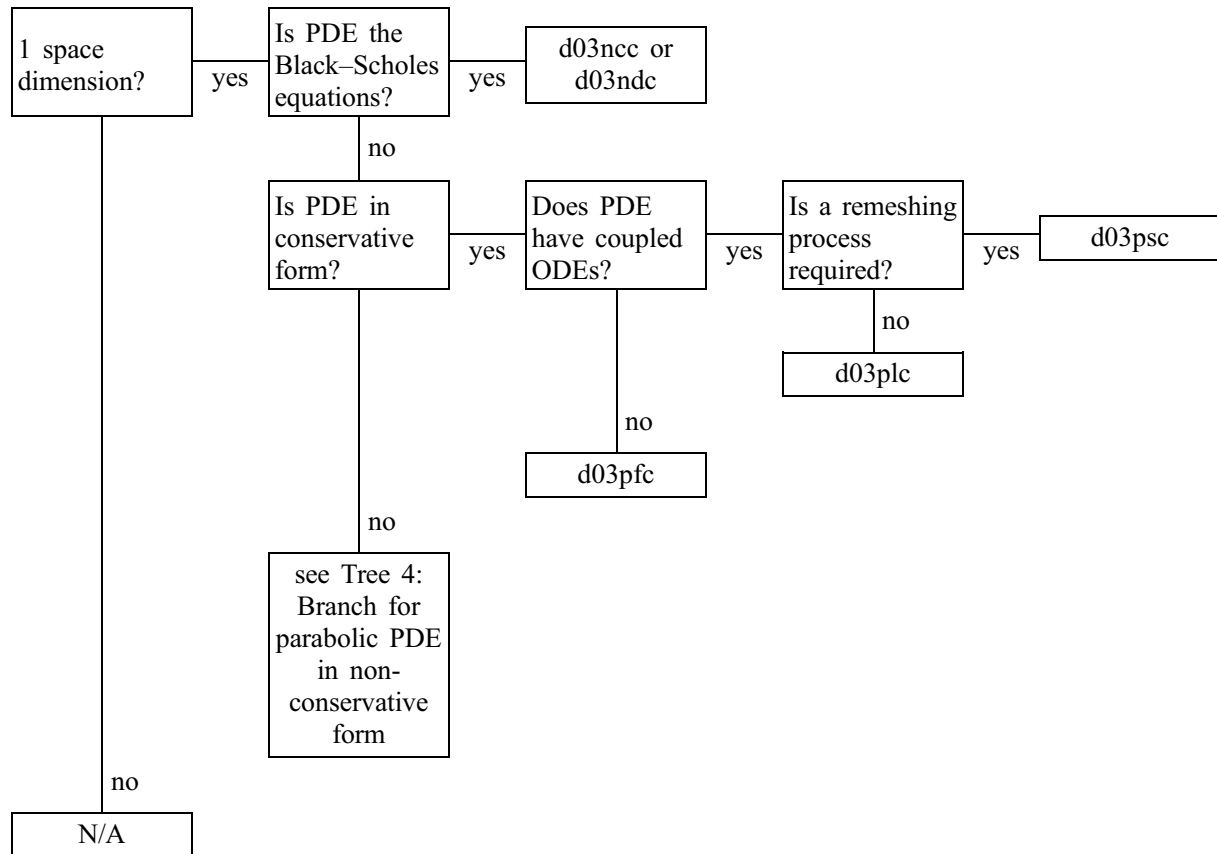 1 space
dimension?
yes
Is PDE the
Black–Scholes
equations?
yes
d03ncc or
d03ndc
no
Is PDE in
conservative
form?
yes
Does PDE
have coupled
ODEs?
yes
Is a remeshing
process
required?
yes
d03psc
no
d03plc
no
d03pfc
no
see Tree 4:
Branch for
parabolic PDE
in non-
conservative
form
no
N/A